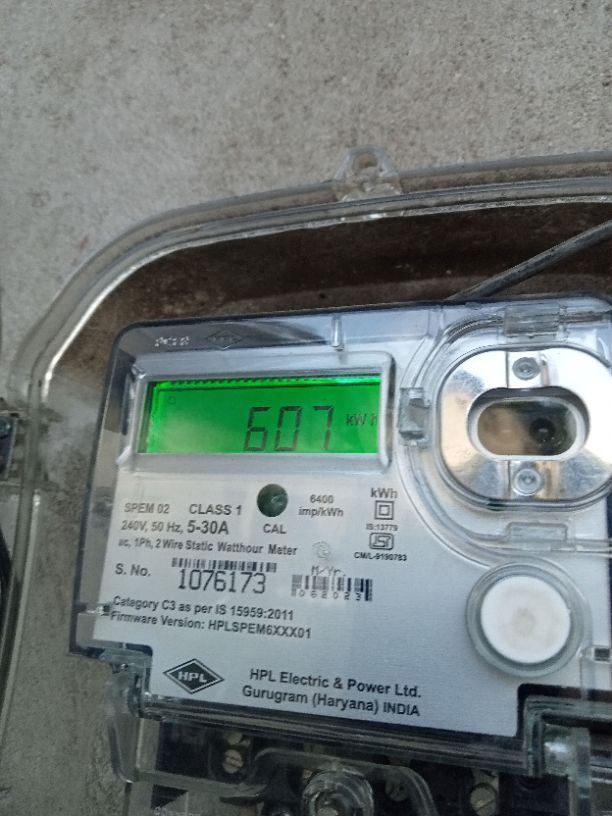 607 kWh
SPEM 02 CLASS 1
240V, 50 Hz, 5-30A
ac, 1Ph, 2 Wire Static Watthour Meter
CAL
6400
imp/kWh
kWh
IS:13779
ISI
CM/L-9190783
S. No. 1076173
M/Yr.
062023
Category C3 as per IS 15959:2011
Firmware Version: HPLSPEM6XXX01
HPL
HPL Electric & Power Ltd.
Gurugram (Haryana) INDIA